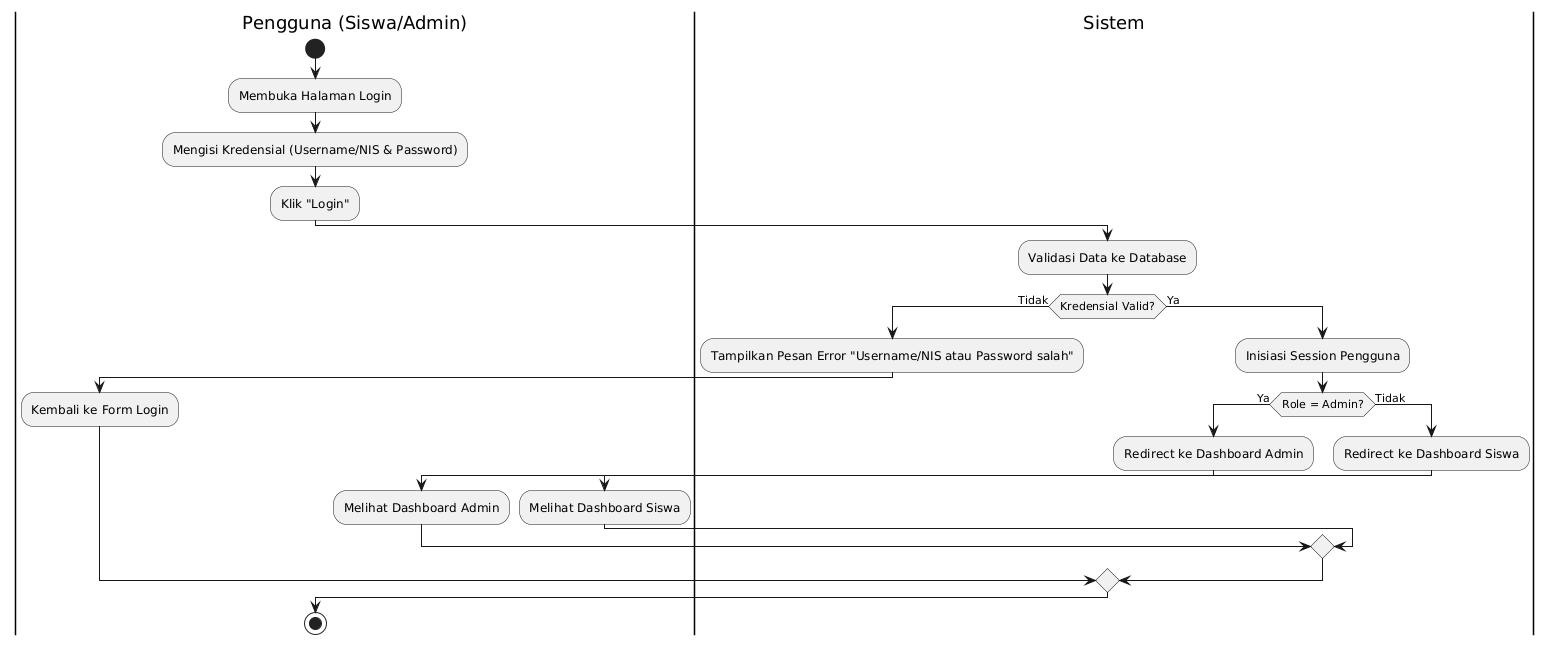 Pengguna (Siswa/Admin)
Sistem
Membuka Halaman Login
Mengisi Kredensial (Username/NIS & Password)
Klik "Login"
Validasi Data ke Database
Tidak
Kredensial Valid?
Ya
Tampilkan Pesan Error "Username/NIS atau Password salah"
Inisiasi Session Pengguna
Kembali ke Form Login
Ya
Role = Admin?
Tidak
Redirect ke Dashboard Admin
Redirect ke Dashboard Siswa
Melihat Dashboard Admin
Melihat Dashboard Siswa